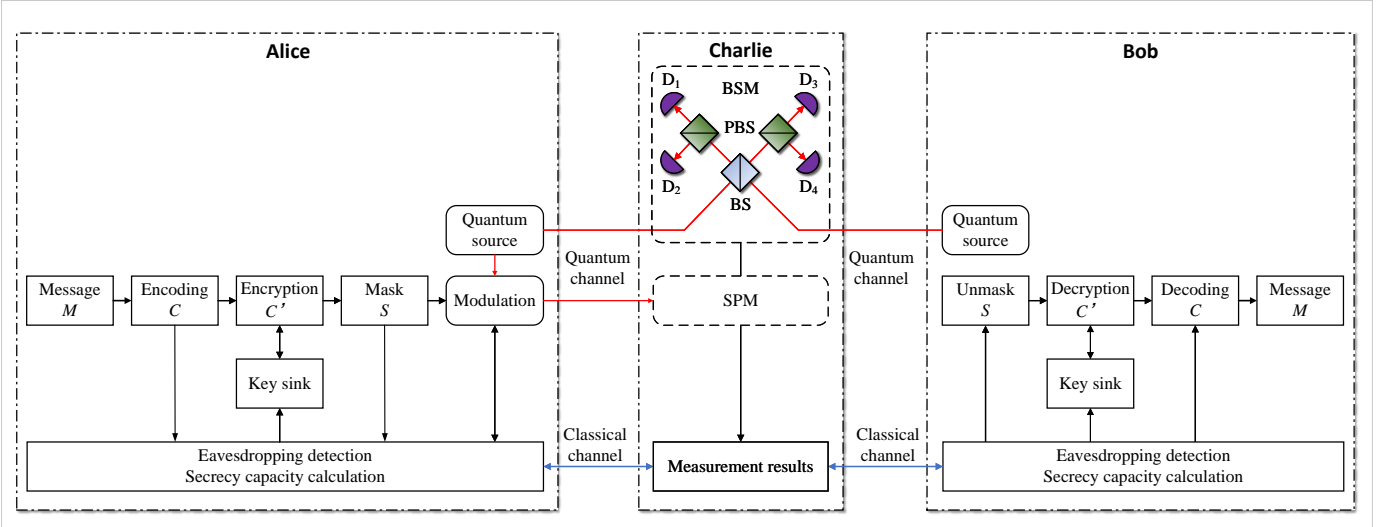 Alice
Charlie
Bob
D1
D3
BSM
PBS
D2
D4
BS
Quantum
source
Quantum
source
Quantum
channel
Quantum
channel
Message
M
Encoding
C
Encryption
C'
Mask
S
Modulation
SPM
Unmask
S
Decryption
C'
Decoding
C
Message
M
Key sink
Key sink
Classical
channel
Classical
channel
Eavesdropping detection
Secrecy capacity calculation
Measurement results
Eavesdropping detection
Secrecy capacity calculation